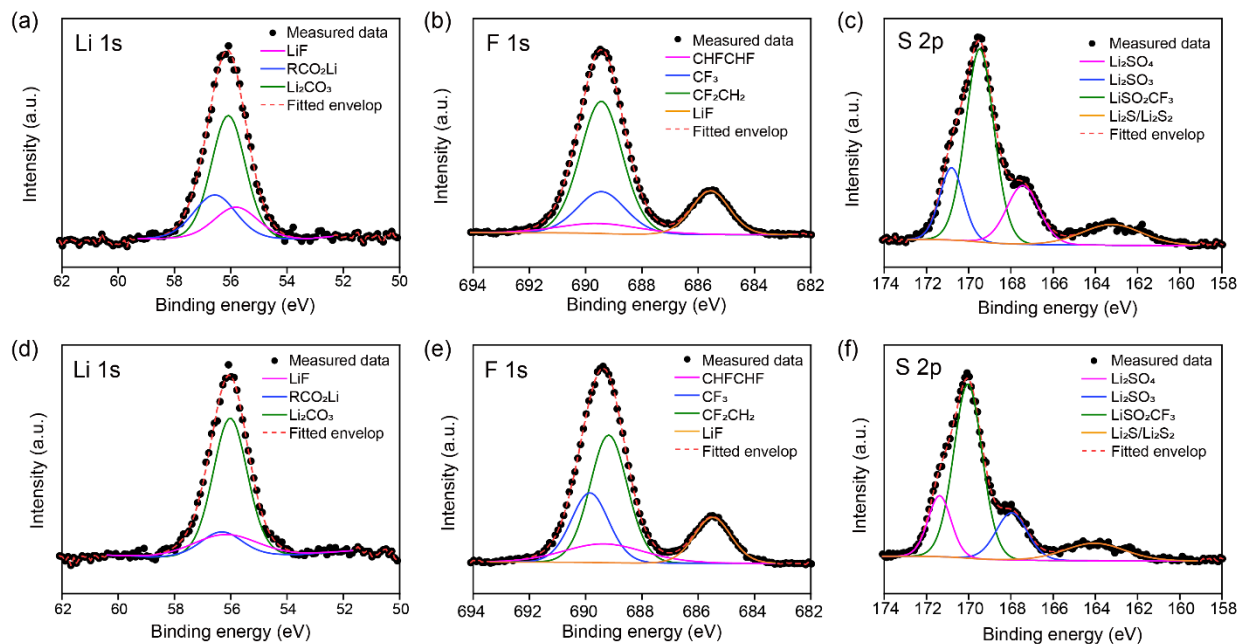 (a)
Li 1s
Measured data
LiF
RCO₂Li
Li₂CO₃
Fitted envelop
Intensity (a.u.)
62 60 58 56 54 52 50
Binding energy (eV)
(b)
F 1s
Measured data
CHFCHF
CF₃
CF₂CH₂
LiF
Fitted envelop
Intensity (a.u.)
694 692 690 688 686 684 682
Binding energy (eV)
(c)
S 2p
Measured data
Li₂SO₄
Li₂SO₃
LiSO₂CF₃
Li₂S/Li₂S₂
Fitted envelop
Intensity (a.u.)
174 172 170 168 166 164 162 160 158
Binding energy (eV)
(d)
Li 1s
Measured data
LiF
RCO₂Li
Li₂CO₃
Fitted envelop
Intensity (a.u.)
62 60 58 56 54 52 50
Binding energy (eV)
(e)
F 1s
Measured data
CHFCHF
CF₃
CF₂CH₂
LiF
Fitted envelop
Intensity (a.u.)
694 692 690 688 686 684 682
Binding energy (eV)
(f)
S 2p
Measured data
Li₂SO₄
Li₂SO₃
LiSO₂CF₃
Li₂S/Li₂S₂
Fitted envelop
Intensity (a.u.)
174 172 170 168 166 164 162 160 158
Binding energy (eV)